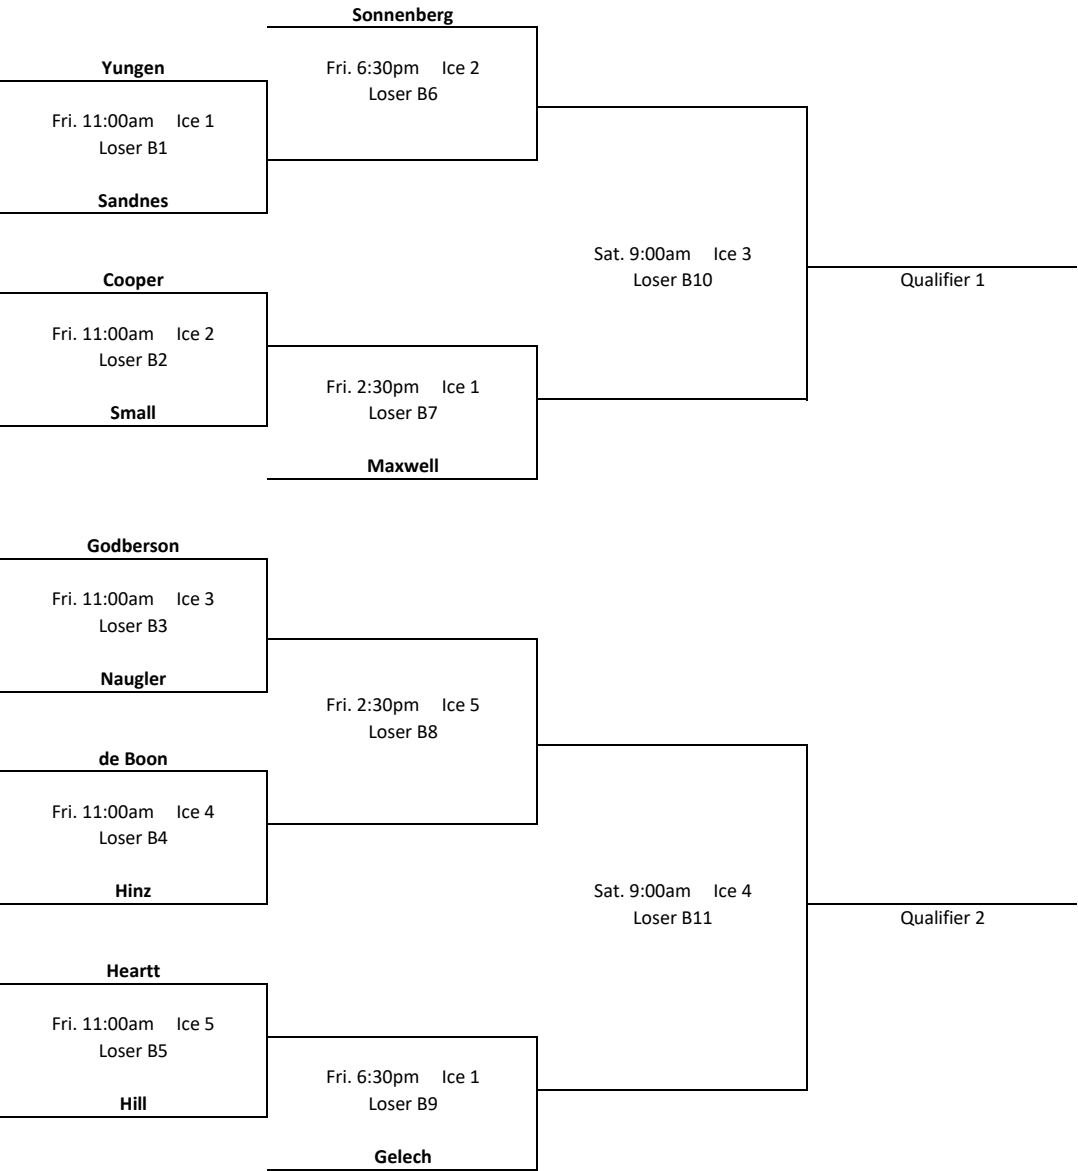 Sonnenberg
Yungen
Fri. 6:30pm Ice 2
Loser B6
Fri. 11:00am Ice 1
Loser B1
Sandnes
Sat. 9:00am Ice 3
Loser B10
Qualifier 1
Cooper
Fri. 11:00am Ice 2
Loser B2
Fri. 2:30pm Ice 1
Loser B7
Small
Maxwell
Godberson
Fri. 11:00am Ice 3
Loser B3
Naugler
Fri. 2:30pm Ice 5
Loser B8
de Boon
Fri. 11:00am Ice 4
Loser B4
Hinz
Sat. 9:00am Ice 4
Loser B11
Qualifier 2
Heartt
Fri. 11:00am Ice 5
Loser B5
Fri. 6:30pm Ice 1
Loser B9
Hill
Gelech